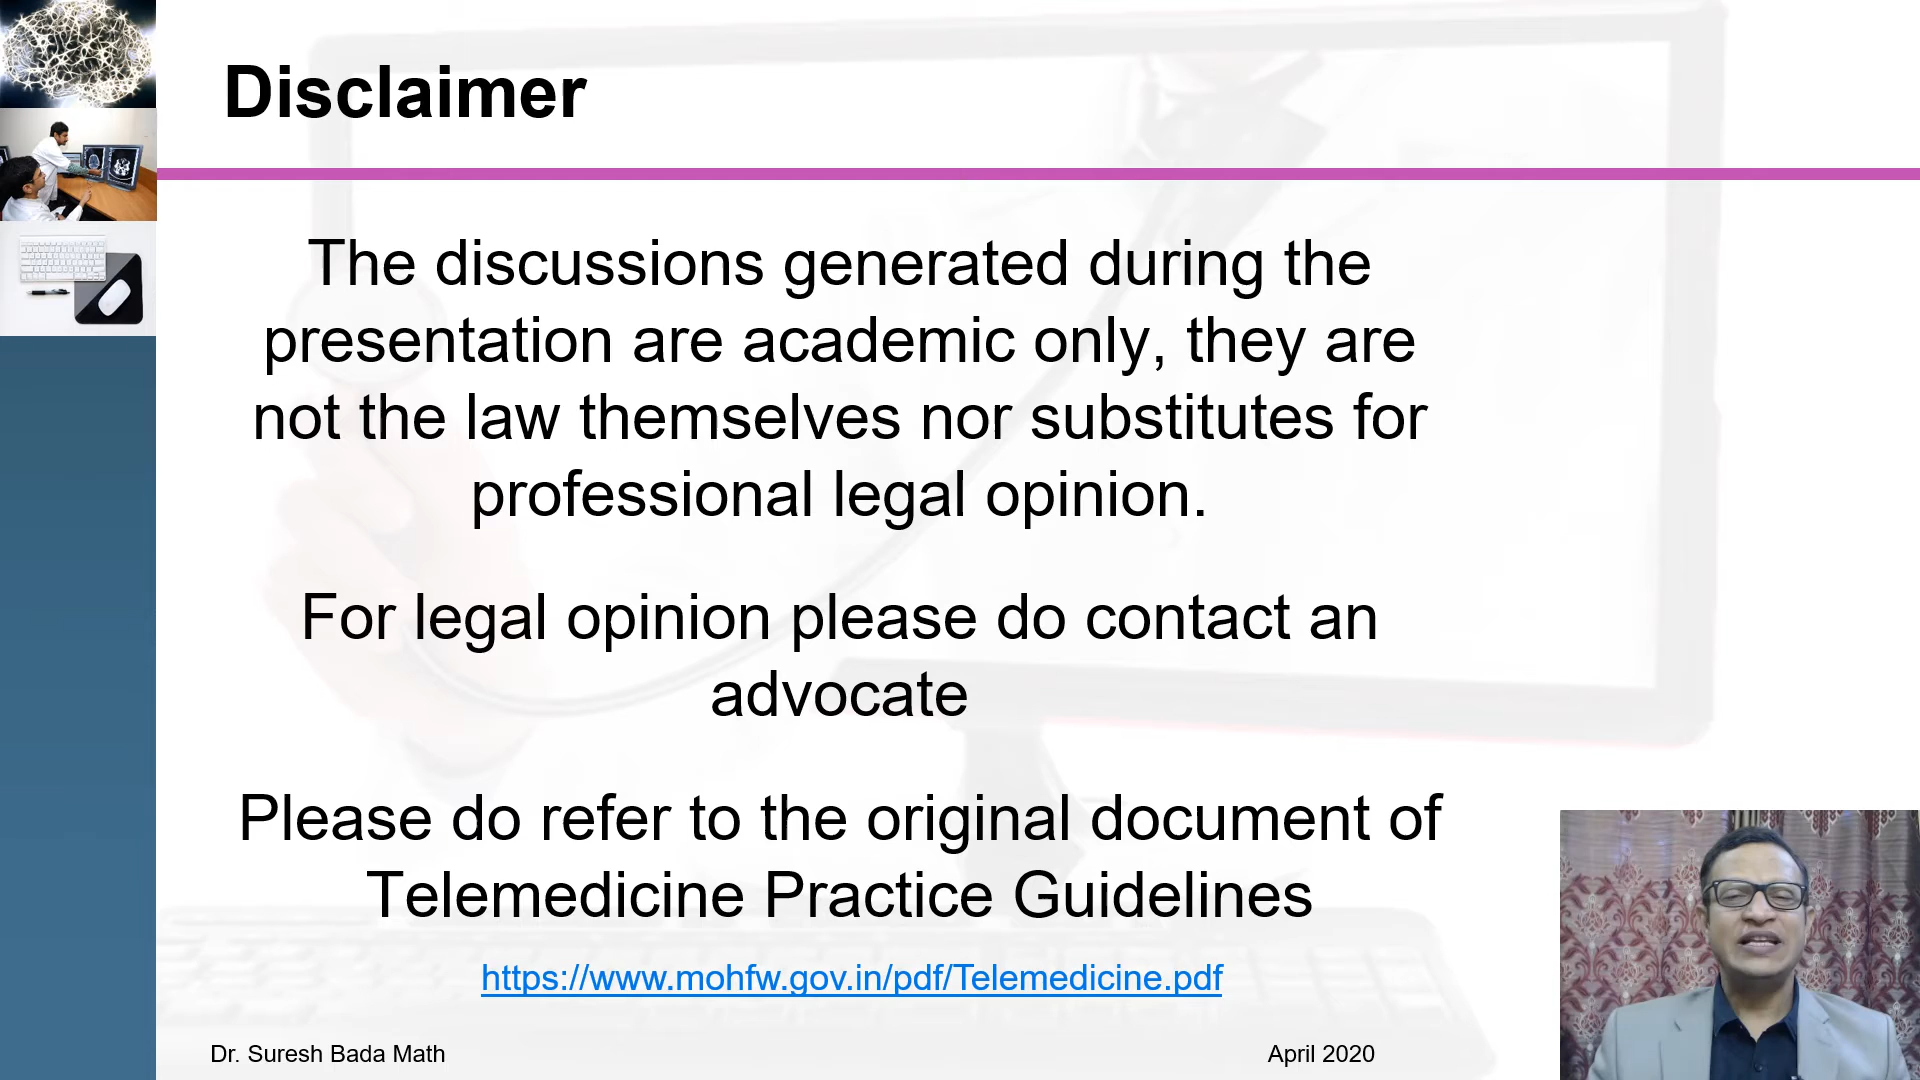 Disclaimer
The discussions generated during the
presentation are academic only, they are
not the law themselves nor substitutes for
professional legal opinion.
For legal opinion please do contact an
advocate
Please do refer to the original document of
Telemedicine Practice Guidelines
https://www.mohfw.gov.in/pdf/Telemedicine.pdf
Dr. Suresh Bada Math
April 2020